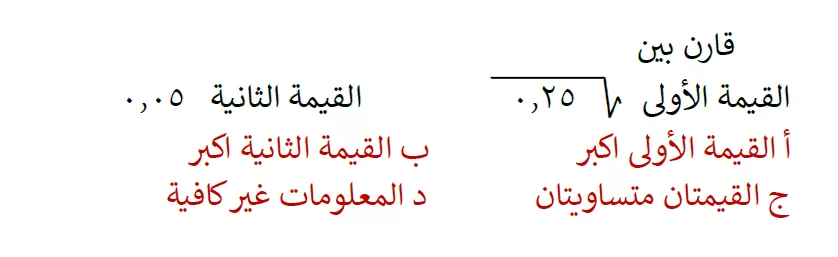 قارن بين
القيمة الأولى √٠,٢٥ القيمة الثانية ٠,٠٥
أ القيمة الأولى اكبر ب القيمة الثانية اكبر
ج القيمتان متساويتان د المعلومات غير كافية